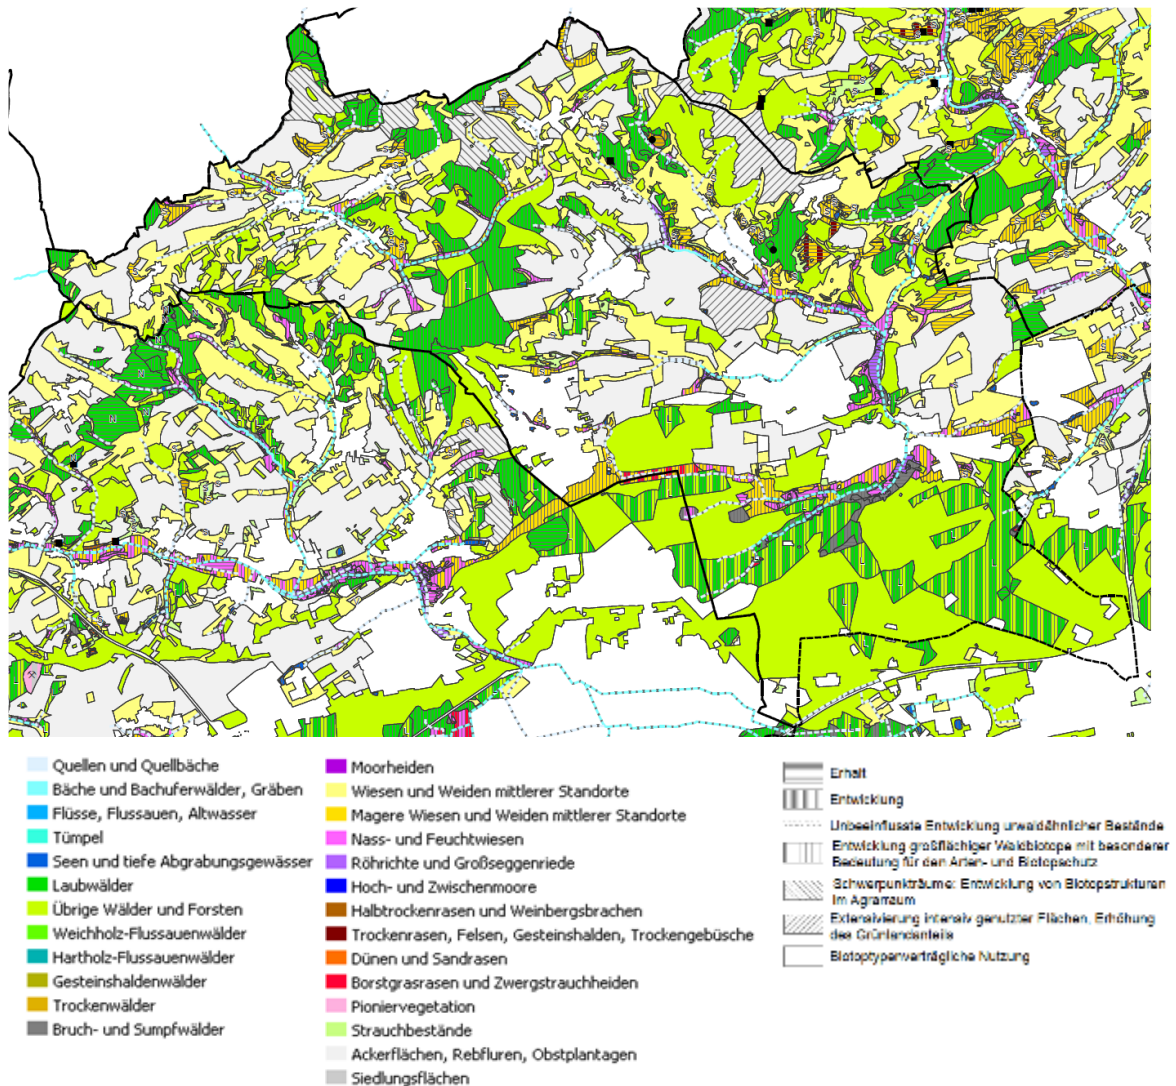 Quellen und Quellbäche
Bäche und Bachuferwälder, Gräben
Flüsse, Flussauen, Altwasser
Tümpel
Seen und tiefe Abgrabungsgewässer
Laubwälder
Übrige Wälder und Forsten
Weichholz-Flussauenwälder
Hartholz-Flussauenwälder
Gesteinshaldenwälder
Trockenwälder
Bruch- und Sumpfwälder
Moorheiden
Wiesen und Weiden mittlerer Standorte
Magere Wiesen und Weiden mittlerer Standorte
Nass- und Feuchtwiesen
Röhrichte und Großseggenriede
Hoch- und Zwischenmoore
Halbtrockenrasen und Weinbergsbrachen
Trockenrasen, Felsen, Gesteinshalden, Trockengebüsche
Dünen und Sandrasen
Borstgrasrasen und Zwergstrauchheiden
Pioniervegetation
Strauchbestände
Ackerflächen, Rebfluren, Obstplantagen
Siedlungsflächen
Erhalt
Entwicklung
Unbeeinflusste Entwicklung urwaldähnlicher Bestände
Entwicklung großflächiger Waldbiotope mit besonderer
Bedeutung für den Arten- und Biotopschutz
Schwerpunkträume: Entwicklung von Biotopstrukturen
im Agrarraum
Extensivierung intensiv genutzter Flächen, Erhöhung
des Grünlandanteils
Biotoptypenverträgliche Nutzung